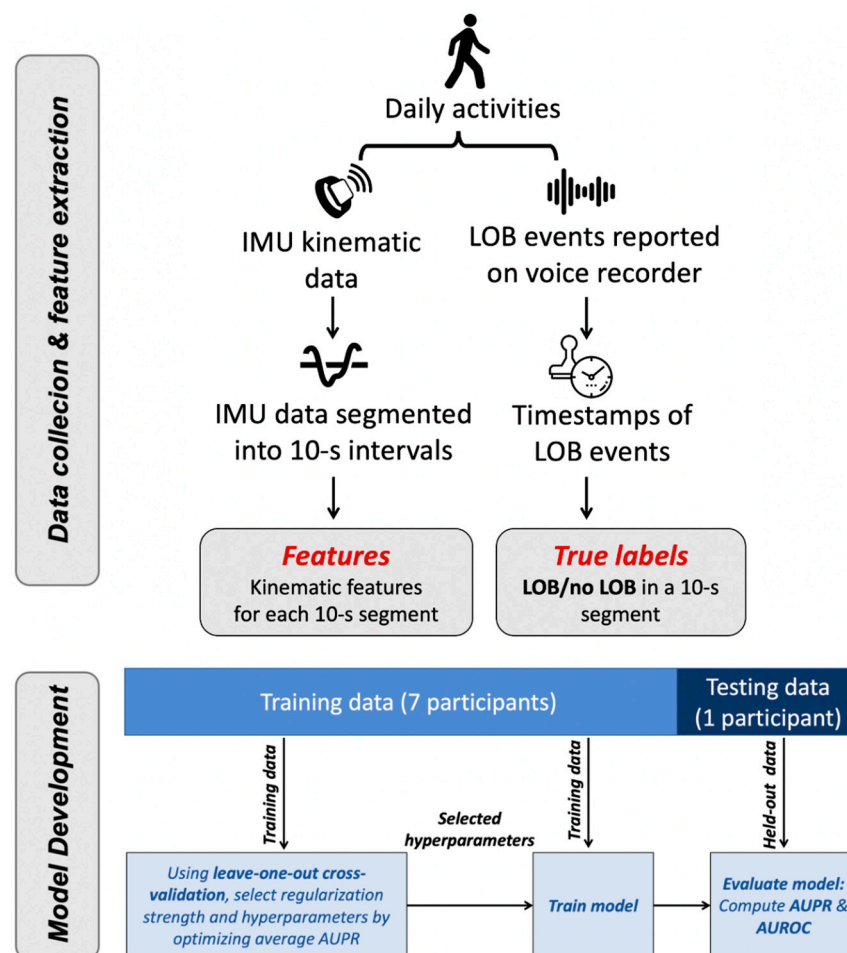 Data collecion & feature extraction
Daily activities
IMU kinematic
data
LOB events reported
on voice recorder
IMU data segmented
into 10-s intervals
Timestamps of
LOB events
Features
Kinematic features
for each 10-s segment
True labels
LOB/no LOB in a 10-s
segment
Model Development
Training data (7 participants)
Testing data
(1 participant)
Training data
Selected
hyperparameters
Training data
Held-out data
Using leave-one-out cross-
validation, select regularization
strength and hyperparameters by
optimizing average AUPR
Train model
Evaluate model:
Compute AUPR &
AUROC